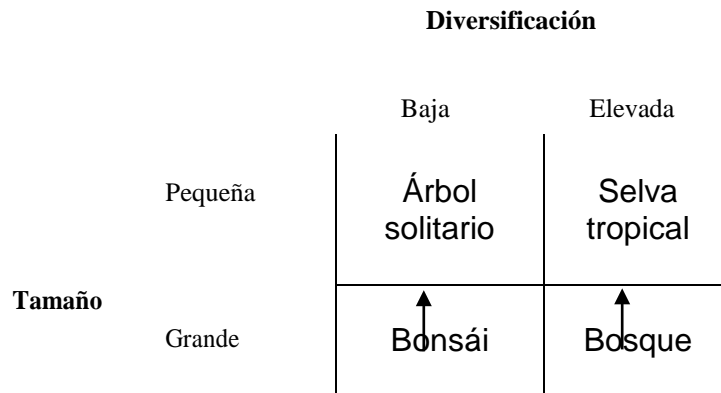 Diversificación
Baja Elevada
Pequeña Árbol solitario Selva tropical
Tamaño
Grande Bonsái Bosque